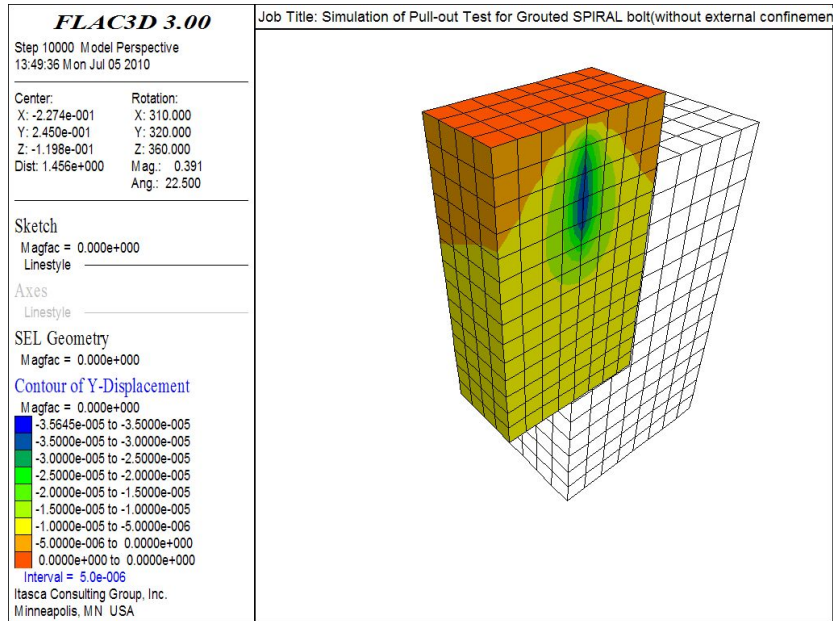 FLAC3D 3.00
Step 10000 Model Perspective
13:49:36 Mon Jul 05 2010
Center: Rotation:
X: -2.274e-001 X: 310.000
Y: 2.450e-001 Y: 320.000
Z: -1.198e-001 Z: 360.000
Dist: 1.456e+000 Mag.: 0.391
Ang.: 22.500
Sketch
Magfac = 0.000e+000
Linestyle
Axes
Linestyle
SEL Geometry
Magfac = 0.000e+000
Contour of Y-Displacement
Magfac = 0.000e+000
-3.5645e-005 to -3.5000e-005
-3.5000e-005 to -3.0000e-005
-3.0000e-005 to -2.5000e-005
-2.5000e-005 to -2.0000e-005
-2.0000e-005 to -1.5000e-005
-1.5000e-005 to -1.0000e-005
-1.0000e-005 to -5.0000e-006
-5.0000e-006 to 0.0000e+000
0.0000e+000 to 0.0000e+000
Interval = 5.0e-006
Itasca Consulting Group, Inc.
Minneapolis, MN USA
Job Title: Simulation of Pull-out Test for Grouted SPIRAL bolt(without external confinemen